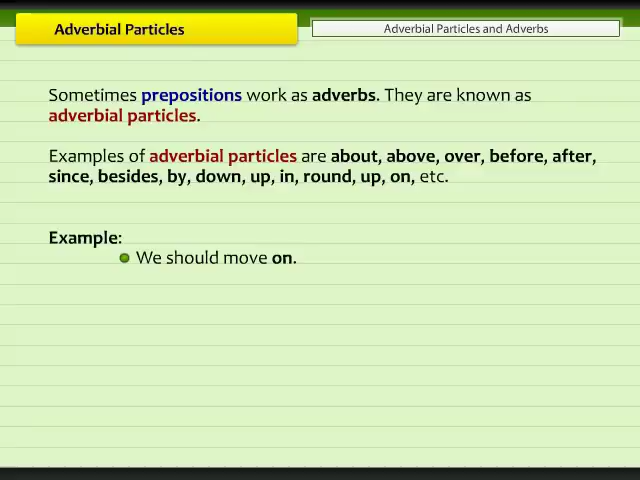 Adverbial Particles
Adverbial Particles and Adverbs
Sometimes prepositions work as adverbs. They are known as
adverbial particles.
Examples of adverbial particles are about, above, over, before, after,
since, besides, by, down, up, in, round, up, on, etc.
Example:
We should move on.